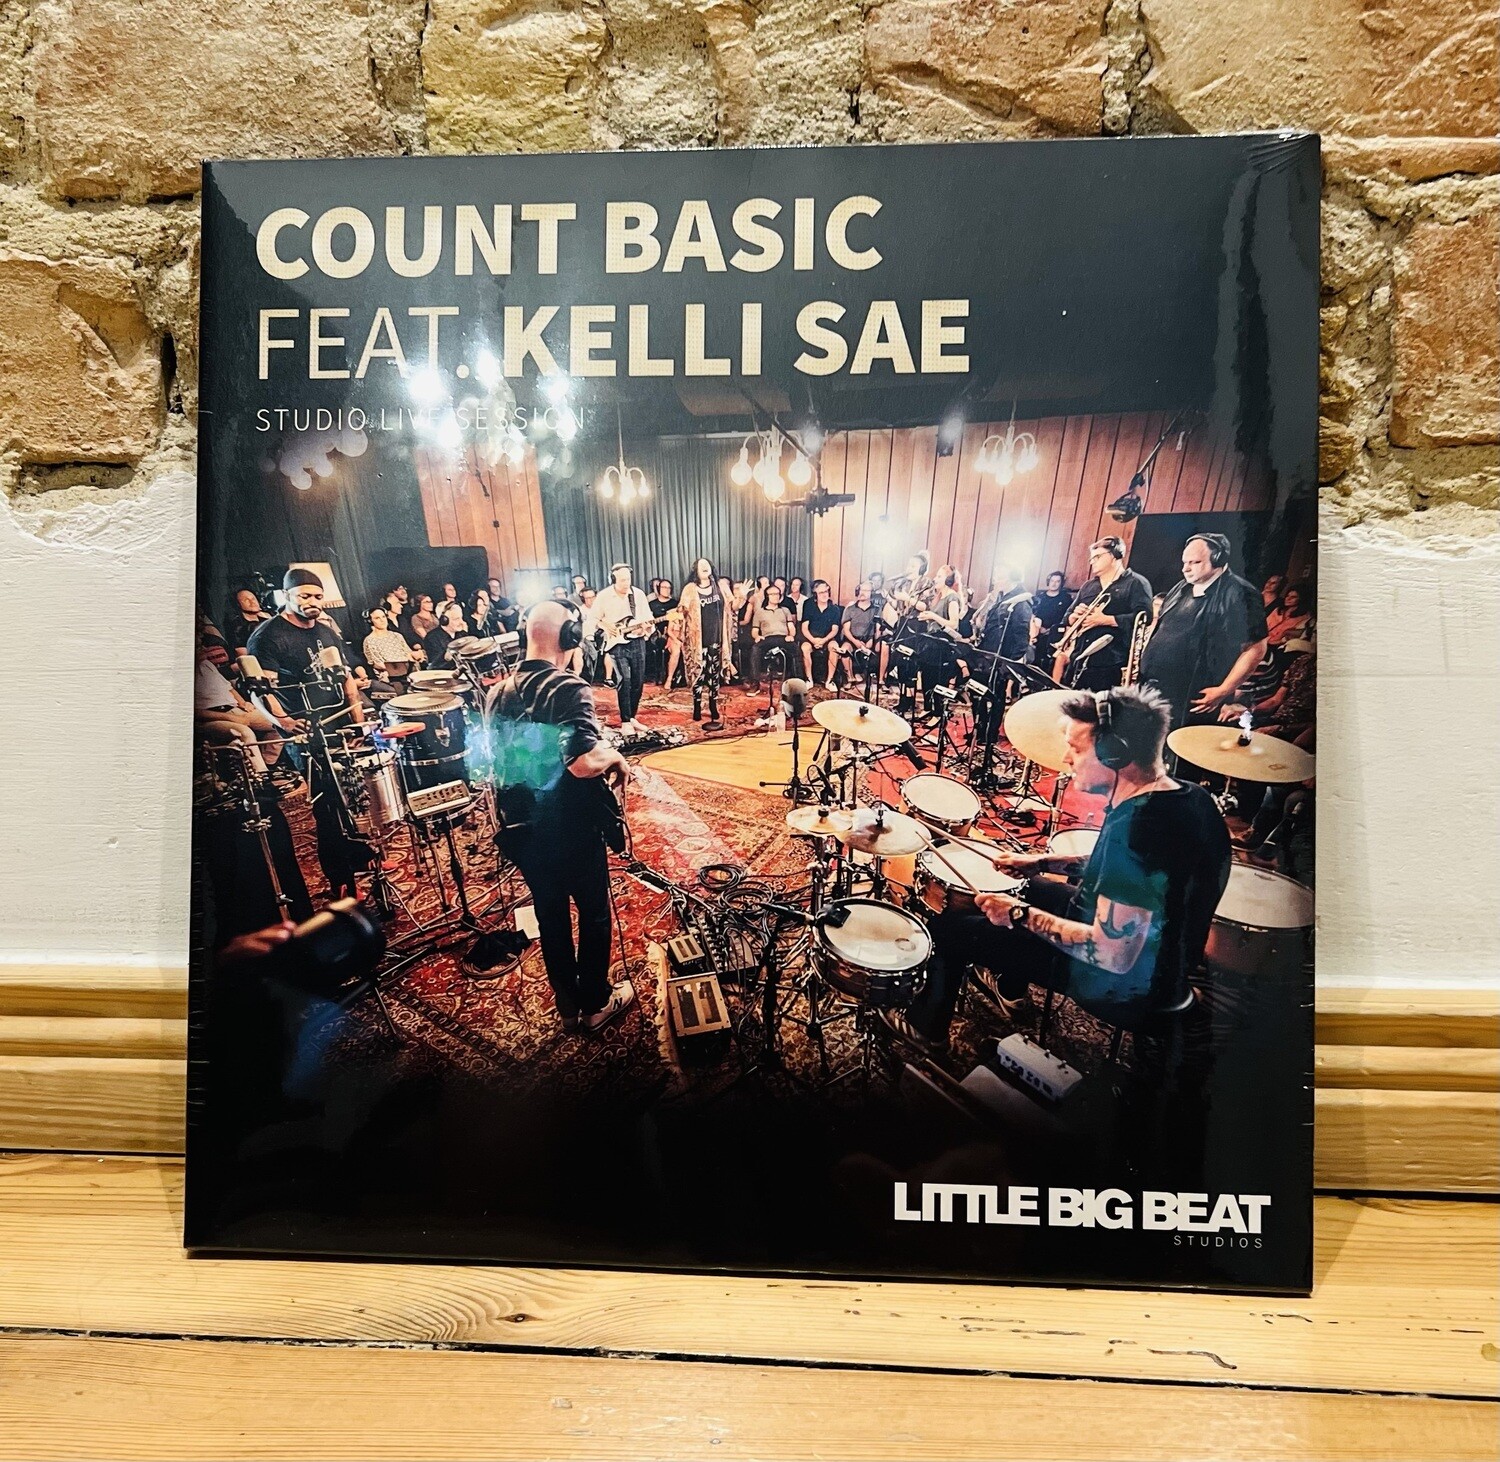 COUNT BASIC
FEAT. KELLI SAE
STUDIO LIVE SESSION
LITTLE BIG BEAT
STUDIOS